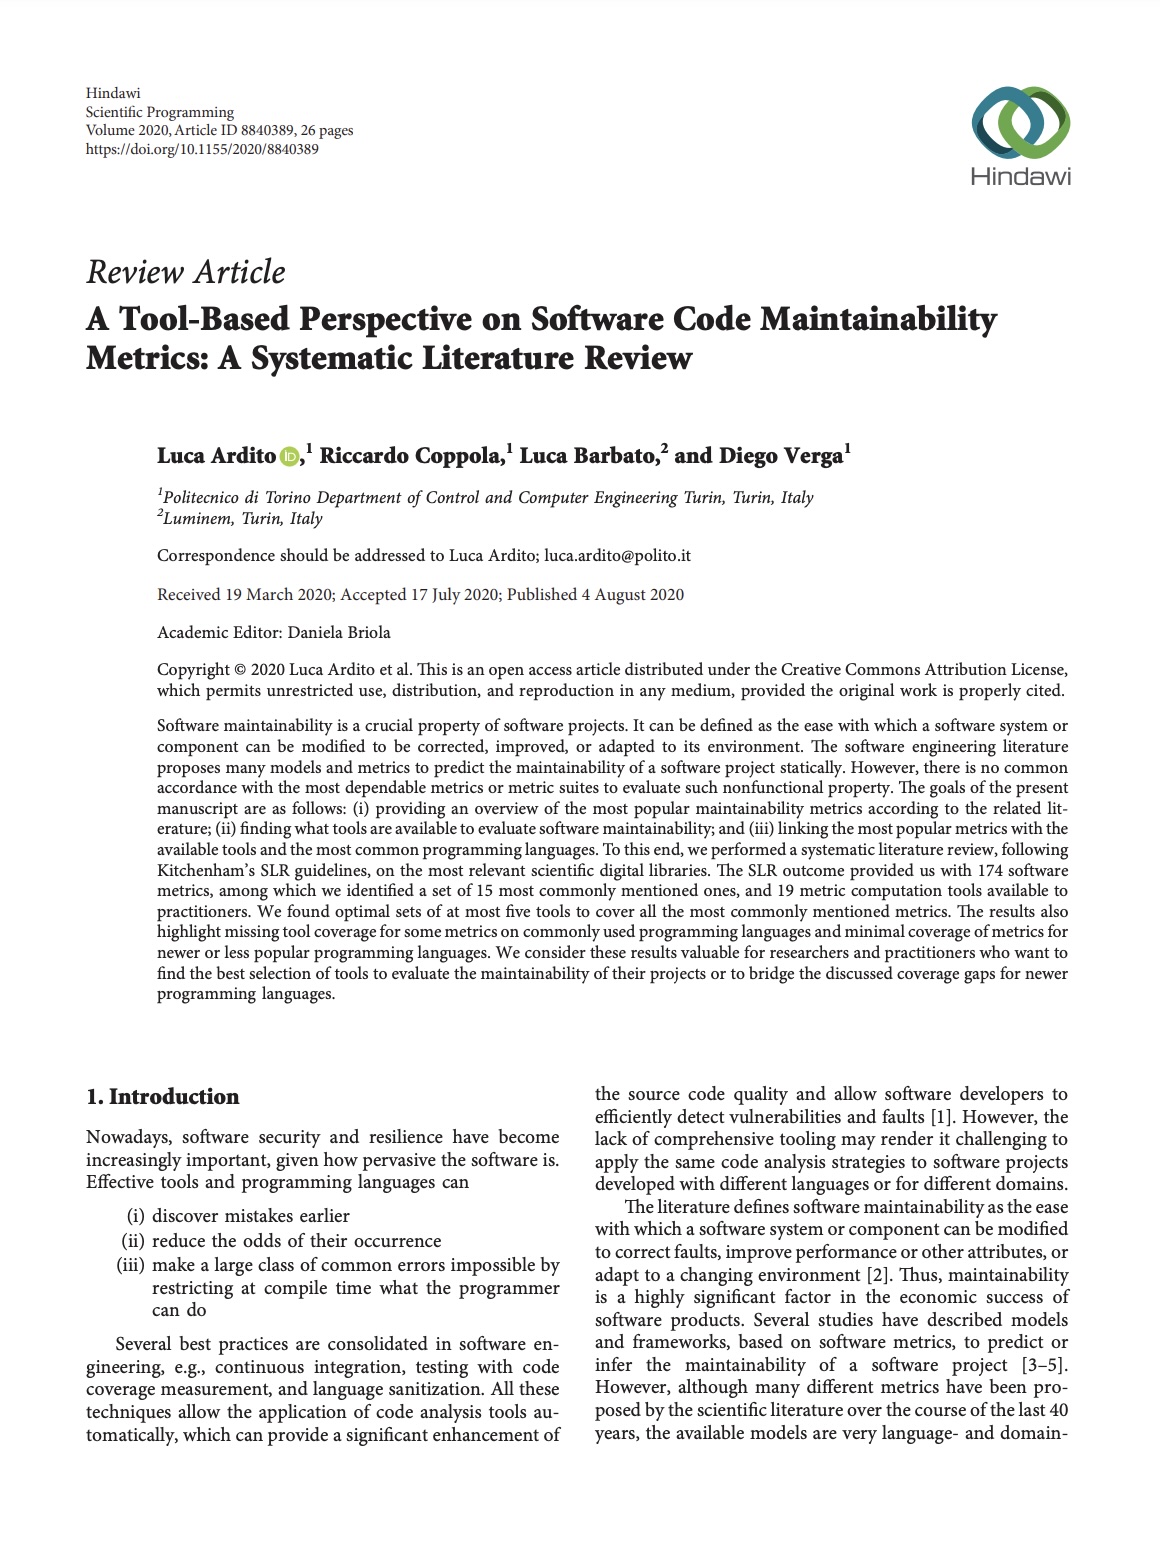 Hindawi
Scientific Programming
Volume 2020, Article ID 8840389, 26 pages
https://doi.org/10.1155/2020/8840389
Hindawi
Review Article
A Tool-Based Perspective on Software Code Maintainability
Metrics: A Systematic Literature Review
Luca Ardito iD,1 Riccardo Coppola,1 Luca Barbato,2 and Diego Verga1
1Politecnico di Torino Department of Control and Computer Engineering Turin, Turin, Italy
2Luminem, Turin, Italy
Correspondence should be addressed to Luca Ardito; luca.ardito@polito.it
Received 19 March 2020; Accepted 17 July 2020; Published 4 August 2020
Academic Editor: Daniela Briola
Copyright © 2020 Luca Ardito et al. This is an open access article distributed under the Creative Commons Attribution License,
which permits unrestricted use, distribution, and reproduction in any medium, provided the original work is properly cited.
Software maintainability is a crucial property of software projects. It can be defined as the ease with which a software system or
component can be modified to be corrected, improved, or adapted to its environment. The software engineering literature
proposes many models and metrics to predict the maintainability of a software project statically. However, there is no common
accordance with the most dependable metrics or metric suites to evaluate such nonfunctional property. The goals of the present
manuscript are as follows: (i) providing an overview of the most popular maintainability metrics according to the related lit-
erature; (ii) finding what tools are available to evaluate software maintainability; and (iii) linking the most popular metrics with the
available tools and the most common programming languages. To this end, we performed a systematic literature review, following
Kitchenham's SLR guidelines, on the most relevant scientific digital libraries. The SLR outcome provided us with 174 software
metrics, among which we identified a set of 15 most commonly mentioned ones, and 19 metric computation tools available to
practitioners. We found optimal sets of at most five tools to cover all the most commonly mentioned metrics. The results also
highlight missing tool coverage for some metrics on commonly used programming languages and minimal coverage of metrics for
newer or less popular programming languages. We consider these results valuable for researchers and practitioners who want to
find the best selection of tools to evaluate the maintainability of their projects or to bridge the discussed coverage gaps for newer
programming languages.
1. Introduction
Nowadays, software security and resilience have become
increasingly important, given how pervasive the software is.
Effective tools and programming languages can
(i) discover mistakes earlier
(ii) reduce the odds of their occurrence
(iii) make a large class of common errors impossible by
restricting at compile time what the programmer
can do
Several best practices are consolidated in software en-
gineering, e.g., continuous integration, testing with code
coverage measurement, and language sanitization. All these
techniques allow the application of code analysis tools au-
tomatically, which can provide a significant enhancement of
the source code quality and allow software developers to
efficiently detect vulnerabilities and faults [1]. However, the
lack of comprehensive tooling may render it challenging to
apply the same code analysis strategies to software projects
developed with different languages or for different domains.
The literature defines software maintainability as the ease
with which a software system or component can be modified
to correct faults, improve performance or other attributes, or
adapt to a changing environment [2]. Thus, maintainability
is a highly significant factor in the economic success of
software products. Several studies have described models
and frameworks, based on software metrics, to predict or
infer the maintainability of a software project [3–5].
However, although many different metrics have been pro-
posed by the scientific literature over the course of the last 40
years, the available models are very language- and domain-